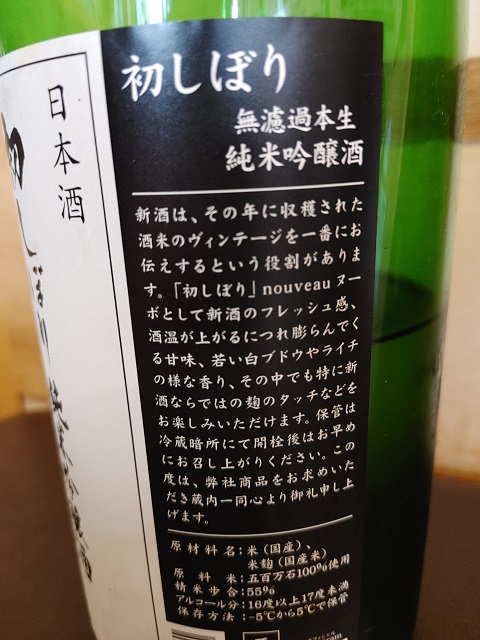 初しぼり
無濾過本生
純米吟醸酒
新酒は、その年に収穫された
酒米のヴィンテージを一番にお
伝えするという役割がありま
す。「初しぼり」nouveau ヌー
ボとして新酒のフレッシュ感、
酒温が上がるにつれ膨らんでく
る甘味、若い白ブドウやライチ
の様な香り、その中でも特に新
酒ならではの麹のタッチなどを
お楽しみいただけます。保管は
冷蔵暗所にて開栓後はお早め
にお召し上がりください。この
度は、弊社商品をお求めいた
だき蔵内一同心より御礼申し上
げます。
原材料名：米（国産）、
米麹（国産米）
原料米：五百万石100％使用
精米歩合：55％
アルコール分：16度以上17度未満
保存方法：-5℃から5℃で保管
日本酒
初しぼり 純米吟醸酒